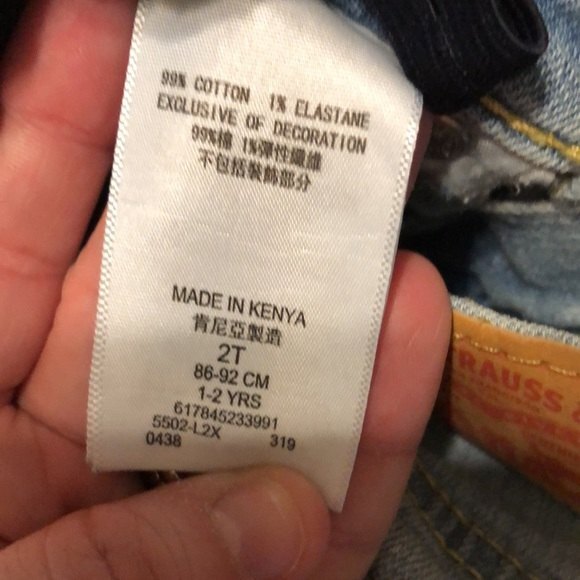 99% COTTON 1% ELASTANE
EXCLUSIVE OF DECORATION
99%棉 1%彈性纖維
不包括裝飾部分
MADE IN KENYA
肯尼亞製造
2T
86-92 CM
1-2 YRS
617845233991
5502-L2X
0438 319
TRAUSS &